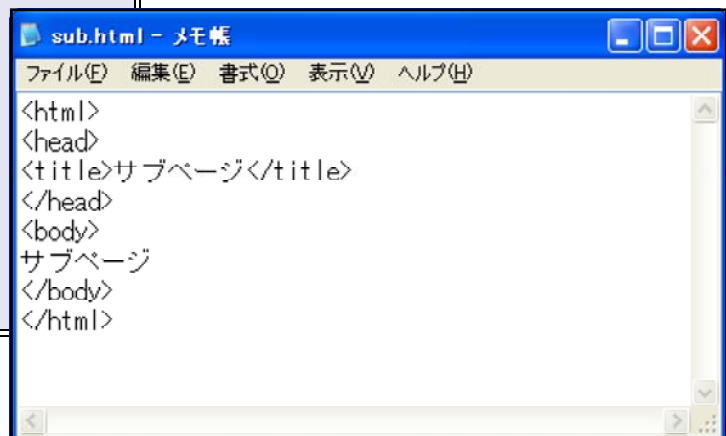 sub.html - メモ帳
ファイル(F) 編集(E) 書式(O) 表示(V) ヘルプ(H)
<html>
<head>
<title>サブページ</title>
</head>
<body>
サブページ
</body>
</html>